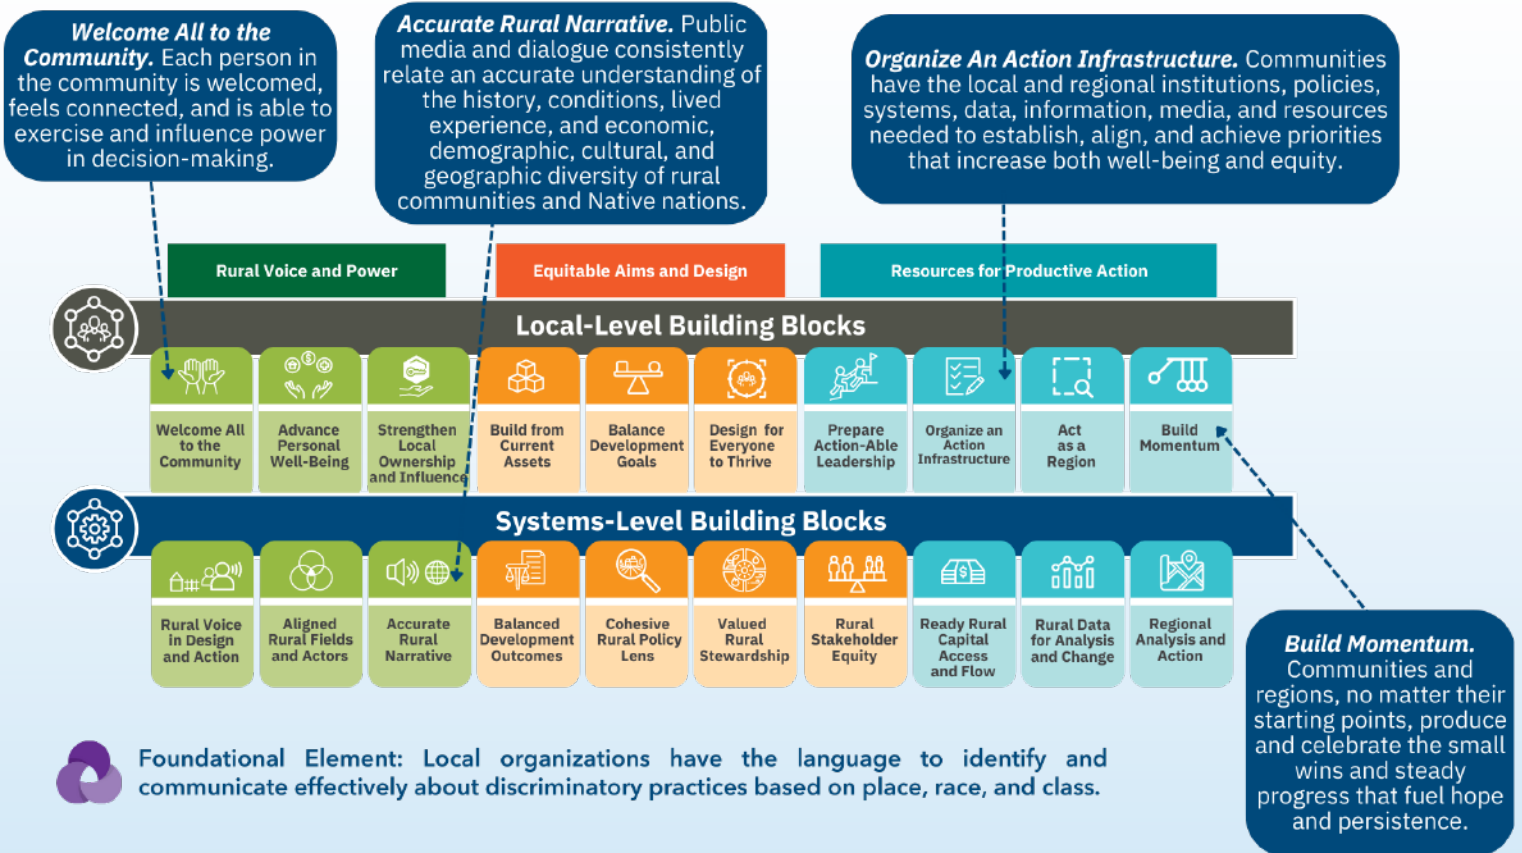 Welcome All to the
Community. Each person in
the community is welcomed,
feels connected, and is able to
exercise and influence power
in decision-making.
Accurate Rural Narrative. Public
media and dialogue consistently
relate an accurate understanding of
the history, conditions, lived
experience, and economic,
demographic, cultural, and
geographic diversity of rural
communities and Native nations.
Organize An Action Infrastructure. Communities
have the local and regional institutions, policies,
systems, data, information, media, and resources
needed to establish, align, and achieve priorities
that increase both well-being and equity.
Rural Voice and Power
Equitable Aims and Design
Resources for Productive Action
Local-Level Building Blocks
Welcome All
to the
Community
Advance
Personal
Well-Being
Strengthen
Local
Ownership
and Influence
Build from
Current
Assets
Balance
Development
Goals
Design for
Everyone
to Thrive
Prepare
Action-Able
Leadership
Organize an
Action
Infrastructure
Act
as a
Region
Build
Momentum
Systems-Level Building Blocks
Rural Voice
in Design
and Action
Aligned
Rural Fields
and Actors
Accurate
Rural
Narrative
Balanced
Development
Outcomes
Cohesive
Rural Policy
Lens
Valued
Rural
Stewardship
Rural
Stakeholder
Equity
Ready Rural
Capital
Access
and Flow
Rural Data
for Analysis
and Change
Regional
Analysis and
Action
Build Momentum.
Communities and
regions, no matter their
starting points, produce
and celebrate the small
wins and steady
progress that fuel hope
and persistence.
Foundational Element: Local organizations have the language to identify and
communicate effectively about discriminatory practices based on place, race, and class.